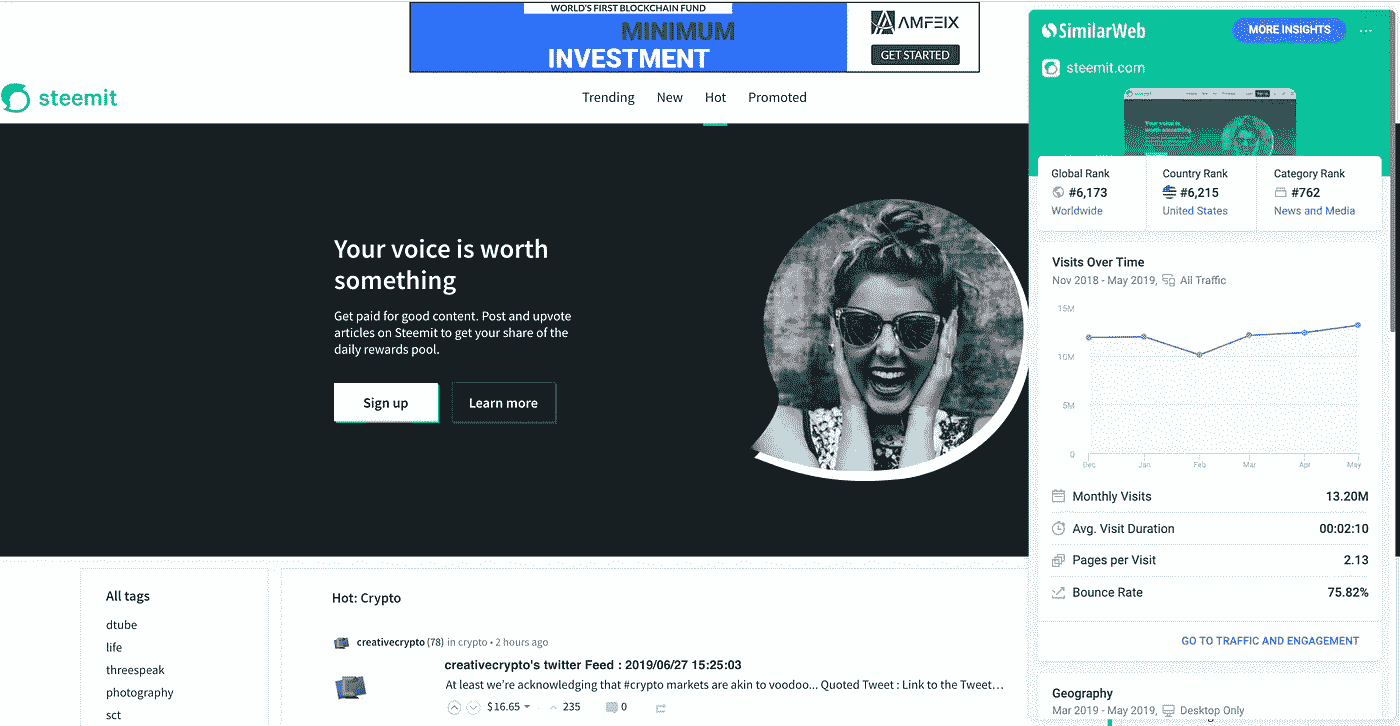 WORLD'S FIRST BLOCKCHAIN FUND
MINIMUM
INVESTMENT
AMFEIX
GET STARTED
steemit
Trending New Hot Promoted
Your voice is worth
something
Get paid for good content. Post and upvote
articles on Steemit to get your share of the
daily rewards pool.
Sign up Learn more
All tags
dtube
life
threespeak
photography
sct
Hot: Crypto
creativecrypto (78) in crypto • 2 hours ago
creativecrypto's twitter Feed : 2019/06/27 15:25:03
At least we're acknowledging that #crypto markets are akin to voodoo... Quoted Tweet : Link to the Tweet…
$16.65 235 0
SimilarWeb
MORE INSIGHTS
steemit.com
Your voice is
worth something
Global Rank Country Rank Category Rank
#6,173 #6,215 #762
Worldwide United States News and Media
Visits Over Time
Nov 2018 - May 2019, All Traffic
15M
10M
5M
0
Dec Jan Feb Mar Apr May
Monthly Visits 13.20M
Avg. Visit Duration 00:02:10
Pages per Visit 2.13
Bounce Rate 75.82%
GO TO TRAFFIC AND ENGAGEMENT
Geography
Mar 2019 - May 2019, Desktop Only